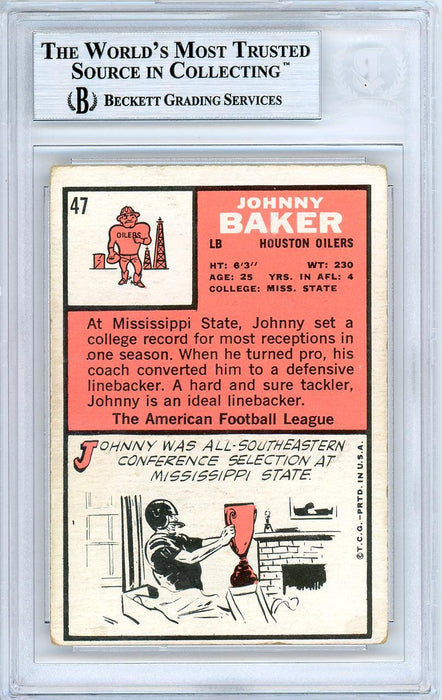 THE WORLD'S MOST TRUSTED
SOURCE IN COLLECTING™
B BECKETT GRADING SERVICES
47
OILERS
JOHNNY
BAKER
LB HOUSTON OILERS
HT: 6'3" WT: 230
AGE: 25 YRS. IN AFL: 4
COLLEGE: MISS. STATE
At Mississippi State, Johnny set a
college record for most receptions in
one season. When he turned pro, his
coach converted him to a defensive
linebacker. A hard and sure tackler,
Johnny is an ideal linebacker.
The American Football League
JOHNNY WAS ALL-SOUTHEASTERN
CONFERENCE SELECTION AT
MISSISSIPPI STATE.
©T.C.G.-PRTD. IN U.S.A.